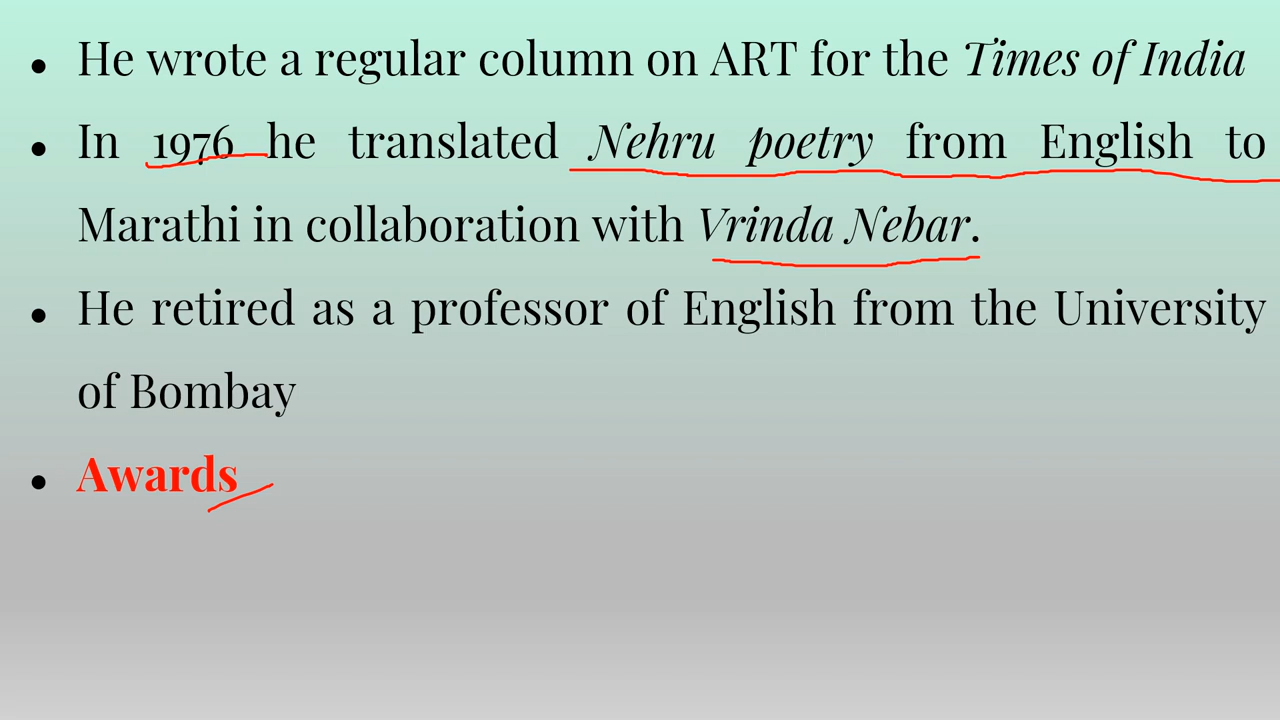 • He wrote a regular column on ART for the Times of India
• In 1976 he translated Nehru poetry from English to
Marathi in collaboration with Vrinda Nebar.
• He retired as a professor of English from the University
of Bombay
• Awards